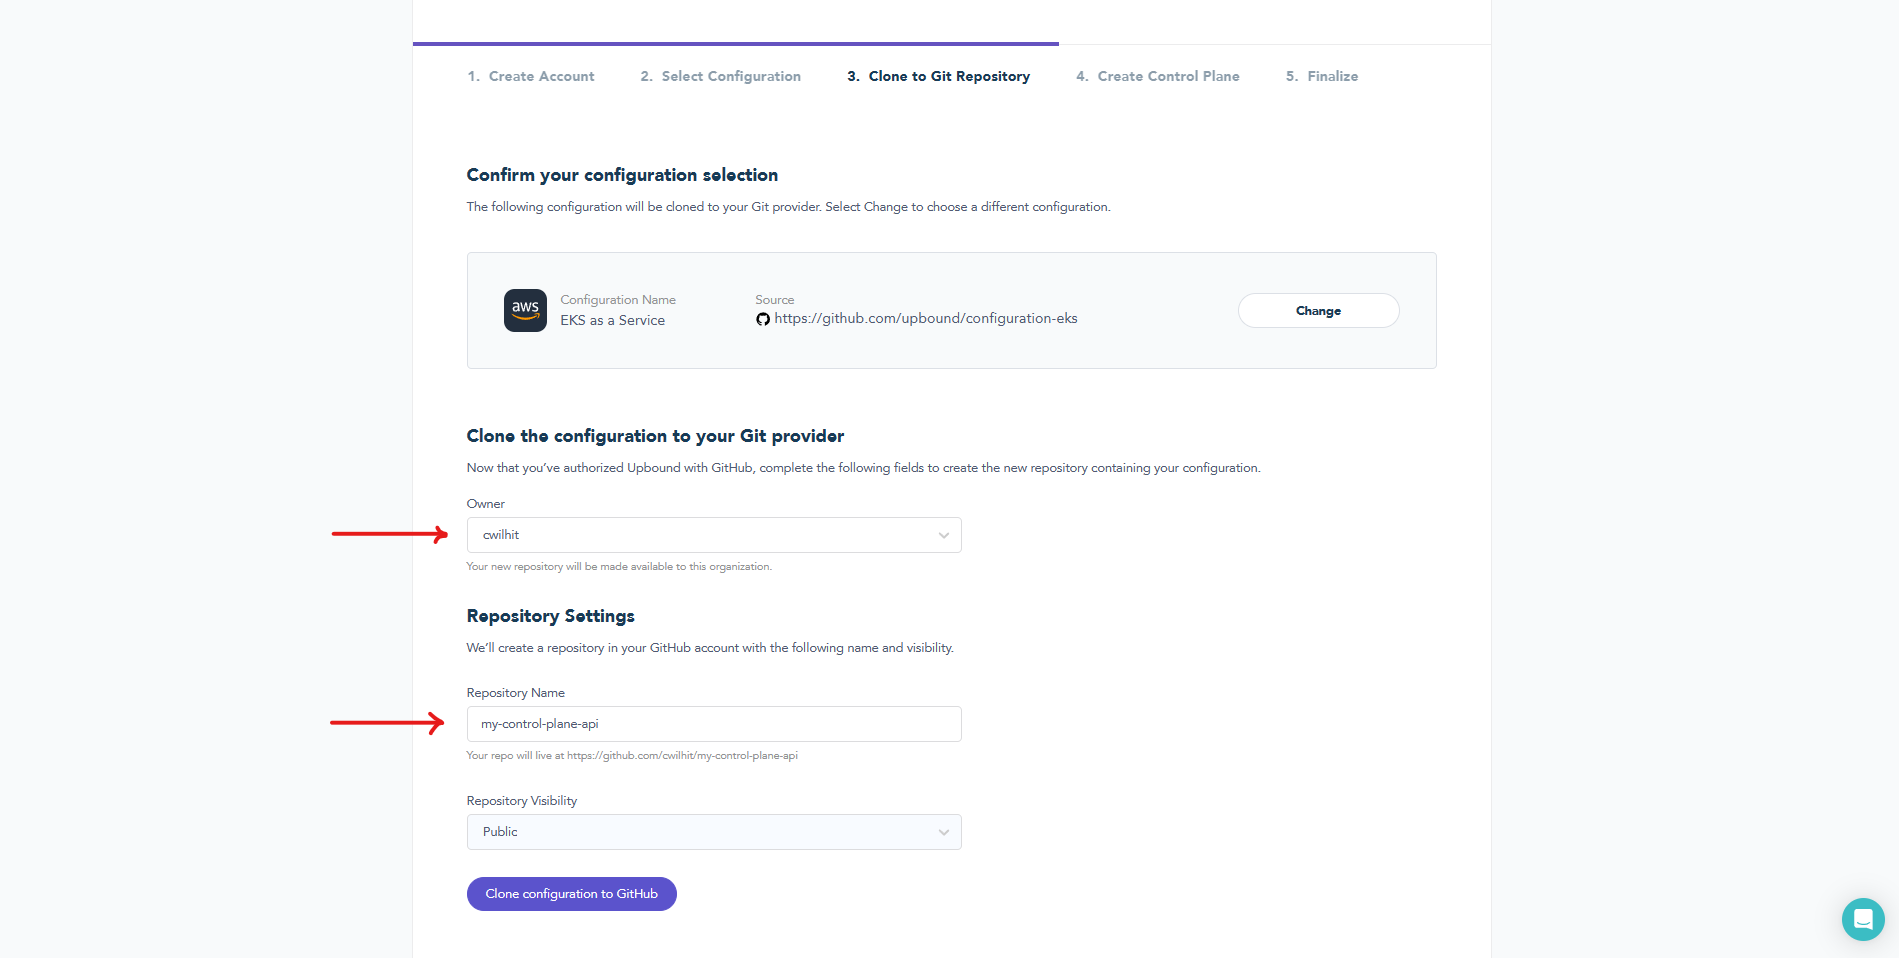 1. Create Account 2. Select Configuration 3. Clone to Git Repository 4. Create Control Plane 5. Finalize
Confirm your configuration selection
The following configuration will be cloned to your Git provider. Select Change to choose a different configuration.
aws
Configuration Name
EKS as a Service
Source
https://github.com/upbound/configuration-eks
Change
Clone the configuration to your Git provider
Now that you've authorized Upbound with GitHub, complete the following fields to create the new repository containing your configuration.
Owner
cwilhit
Your new repository will be made available to this organization.
Repository Settings
We'll create a repository in your GitHub account with the following name and visibility.
Repository Name
my-control-plane-api
Your repo will live at https://github.com/cwilhit/my-control-plane-api
Repository Visibility
Public
Clone configuration to GitHub